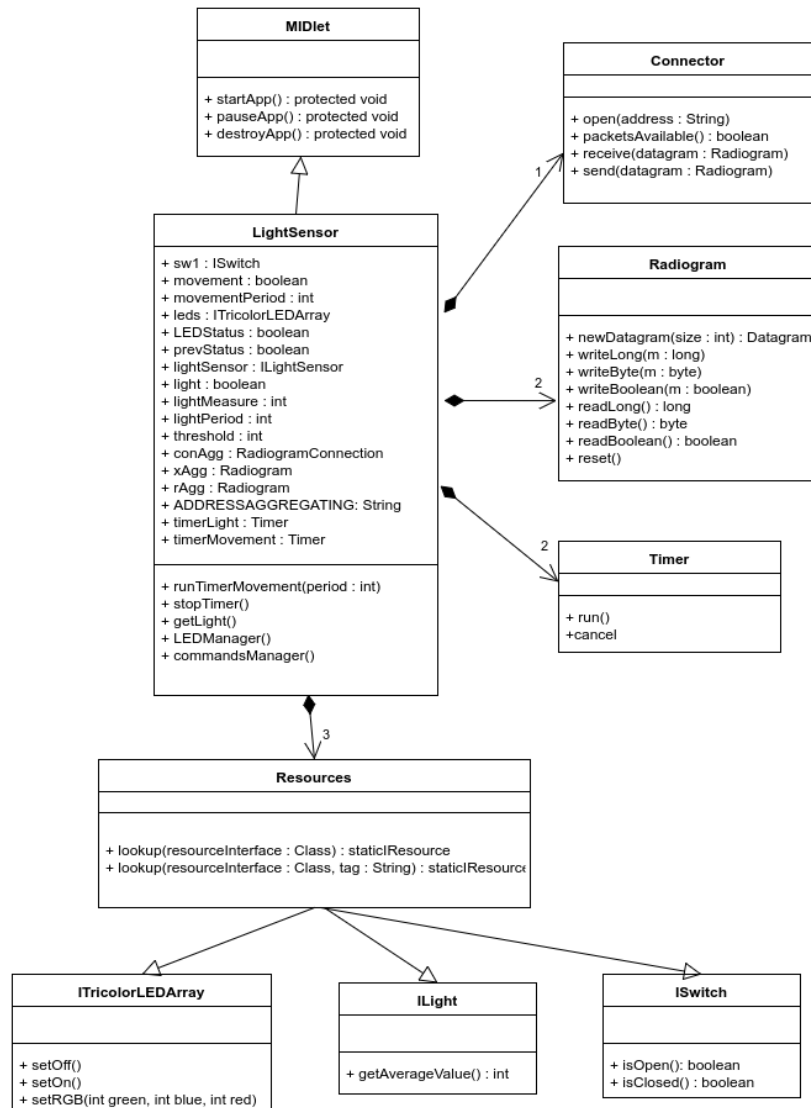 MIDlet
+ startApp() : protected void
+ pauseApp() : protected void
+ destroyApp() : protected void
Connector
+ open(address : String)
+ packetsAvailable() : boolean
+ receive(datagram : Radiogram)
+ send(datagram : Radiogram)
1
LightSensor
+ sw1 : ISwitch
+ movement : boolean
+ movementPeriod : int
+ leds : ITricolorLEDArray
+ LEDStatus : boolean
+ prevStatus : boolean
+ lightSensor : ILightSensor
+ light : boolean
+ lightMeasure : int
+ lightPeriod : int
+ threshold : int
+ conAgg : RadiogramConnection
+ xAgg : Radiogram
+ rAgg : Radiogram
+ ADDRESSAGGREGATING: String
+ timerLight : Timer
+ timerMovement : Timer
+ runTimerMovement(period : int)
+ stopTimer()
+ getLight()
+ LEDManager()
+ commandsManager()
Radiogram
+ newDatagram(size : int) : Datagram
+ writeLong(m : long)
+ writeByte(m : byte)
+ writeBoolean(m : boolean)
+ readLong() : long
+ readByte() : byte
+ readBoolean() : boolean
+ reset()
2
2
Timer
+ run()
+cancel
3
Resources
+ lookup(resourceInterface : Class) : staticIResource
+ lookup(resourceInterface : Class, tag : String) : staticIResource
ITricolorLEDArray
+ setOff()
+ setOn()
+ setRGB(int green, int blue, int red)
ILight
+ getAverageValue() : int
ISwitch
+ isOpen(): boolean
+ isClosed() : boolean